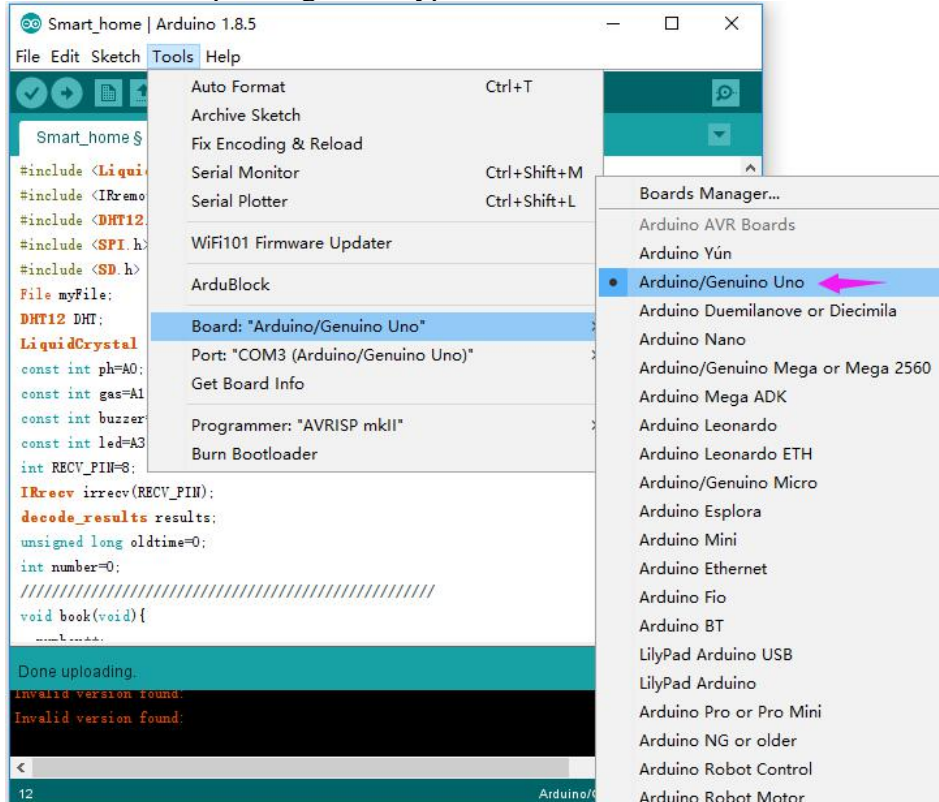 Smart_home | Arduino 1.8.5
File Edit Sketch Tools Help
Smart_home §
Auto Format Ctrl+T
Archive Sketch
Fix Encoding & Reload
Serial Monitor Ctrl+Shift+M
Serial Plotter Ctrl+Shift+L
WiFi101 Firmware Updater
ArduBlock
Board: "Arduino/Genuino Uno"
Port: "COM3 (Arduino/Genuino Uno)"
Get Board Info
Programmer: "AVRISP mkII"
Burn Bootloader
Boards Manager...
Arduino AVR Boards
Arduino Yún
Arduino/Genuino Uno
Arduino Duemilanove or Diecimila
Arduino Nano
Arduino/Genuino Mega or Mega 2560
Arduino Mega ADK
Arduino Leonardo
Arduino Leonardo ETH
Arduino/Genuino Micro
Arduino Esplora
Arduino Mini
Arduino Ethernet
Arduino Fio
Arduino BT
LilyPad Arduino USB
LilyPad Arduino
Arduino Pro or Pro Mini
Arduino NG or older
Arduino Robot Control
Arduino Robot Motor
#include <Liqui
#include <IRremo
#include <DHT12.
#include <SPI.h>
#include <SD.h>
File myFile;
DHT12 DHT;
LiquidCrystal
const int ph=A0;
const int gas=A1
const int buzzer=
const int led=A3
int RECV_PIN=8;
IRrecv irrecv(RECV_PIN);
decode_results results;
unsigned long oldtime=0;
int number=0;
/////////////////////////////////////////////////////
void book(void){
number++;
Done uploading.
Invalid version found:
Invalid version found:
12 Arduino/